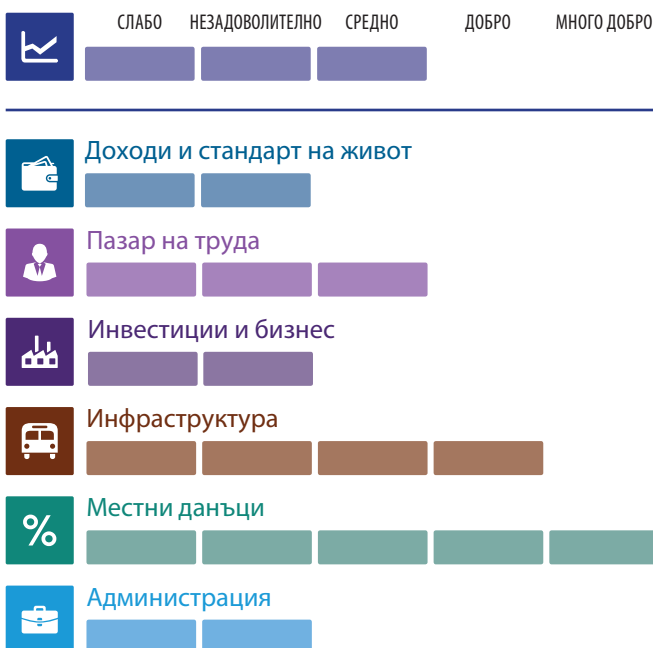 СЛАБО НЕЗАДОВОЛИТЕЛНО СРЕДНО ДОБРО МНОГО ДОБРО
Доходи и стандарт на живот
Пазар на труда
Инвестиции и бизнес
Инфраструктура
Местни данъци
%
Администрация